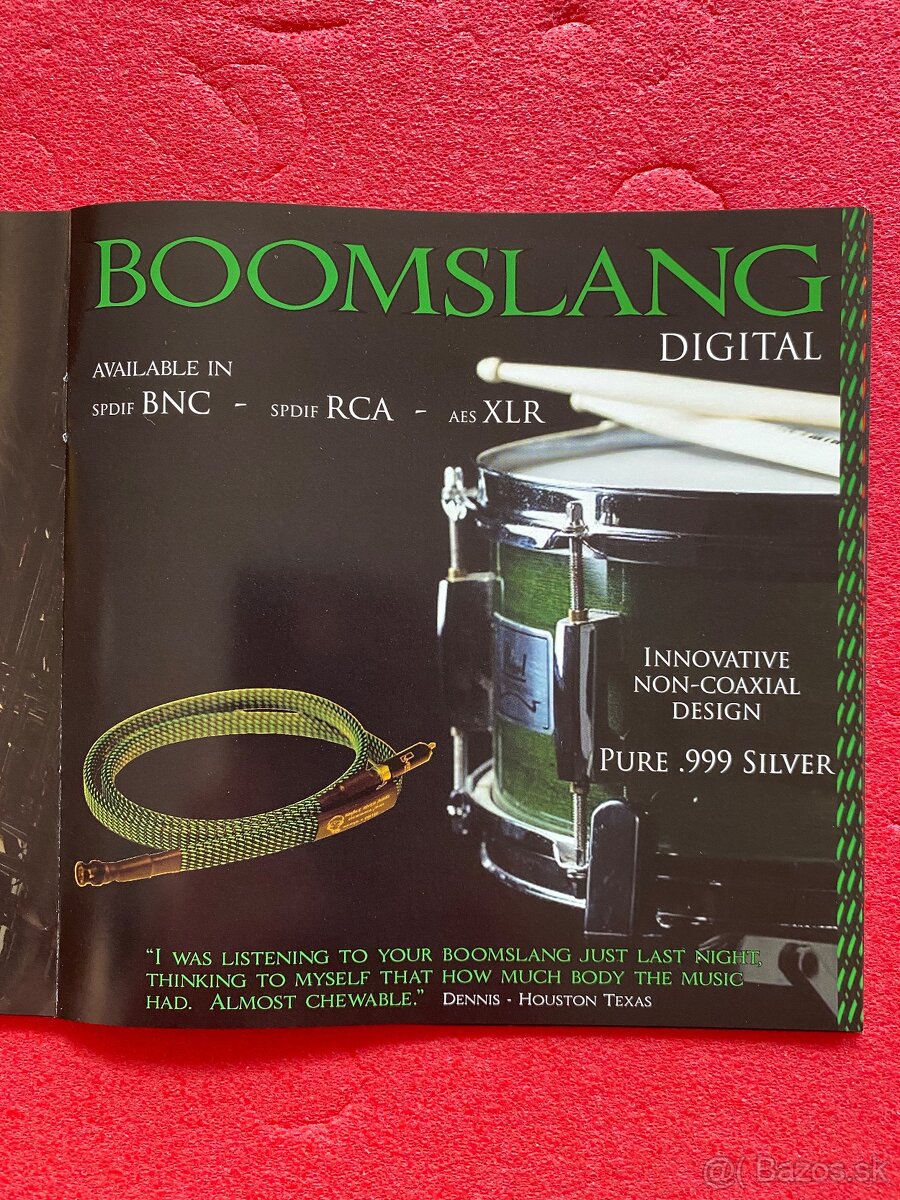 BOOMSLANG
DIGITAL
AVAILABLE IN
SPDIF BNC - SPDIF RCA - AES XLR
INNOVATIVE
NON-COAXIAL
DESIGN
PURE .999 SILVER
“I WAS LISTENING TO YOUR BOOMSLANG JUST LAST NIGHT,
THINKING TO MYSELF THAT HOW MUCH BODY THE MUSIC
HAD. ALMOST CHEWABLE.” DENNIS - HOUSTON TEXAS
@( Bazos.sk